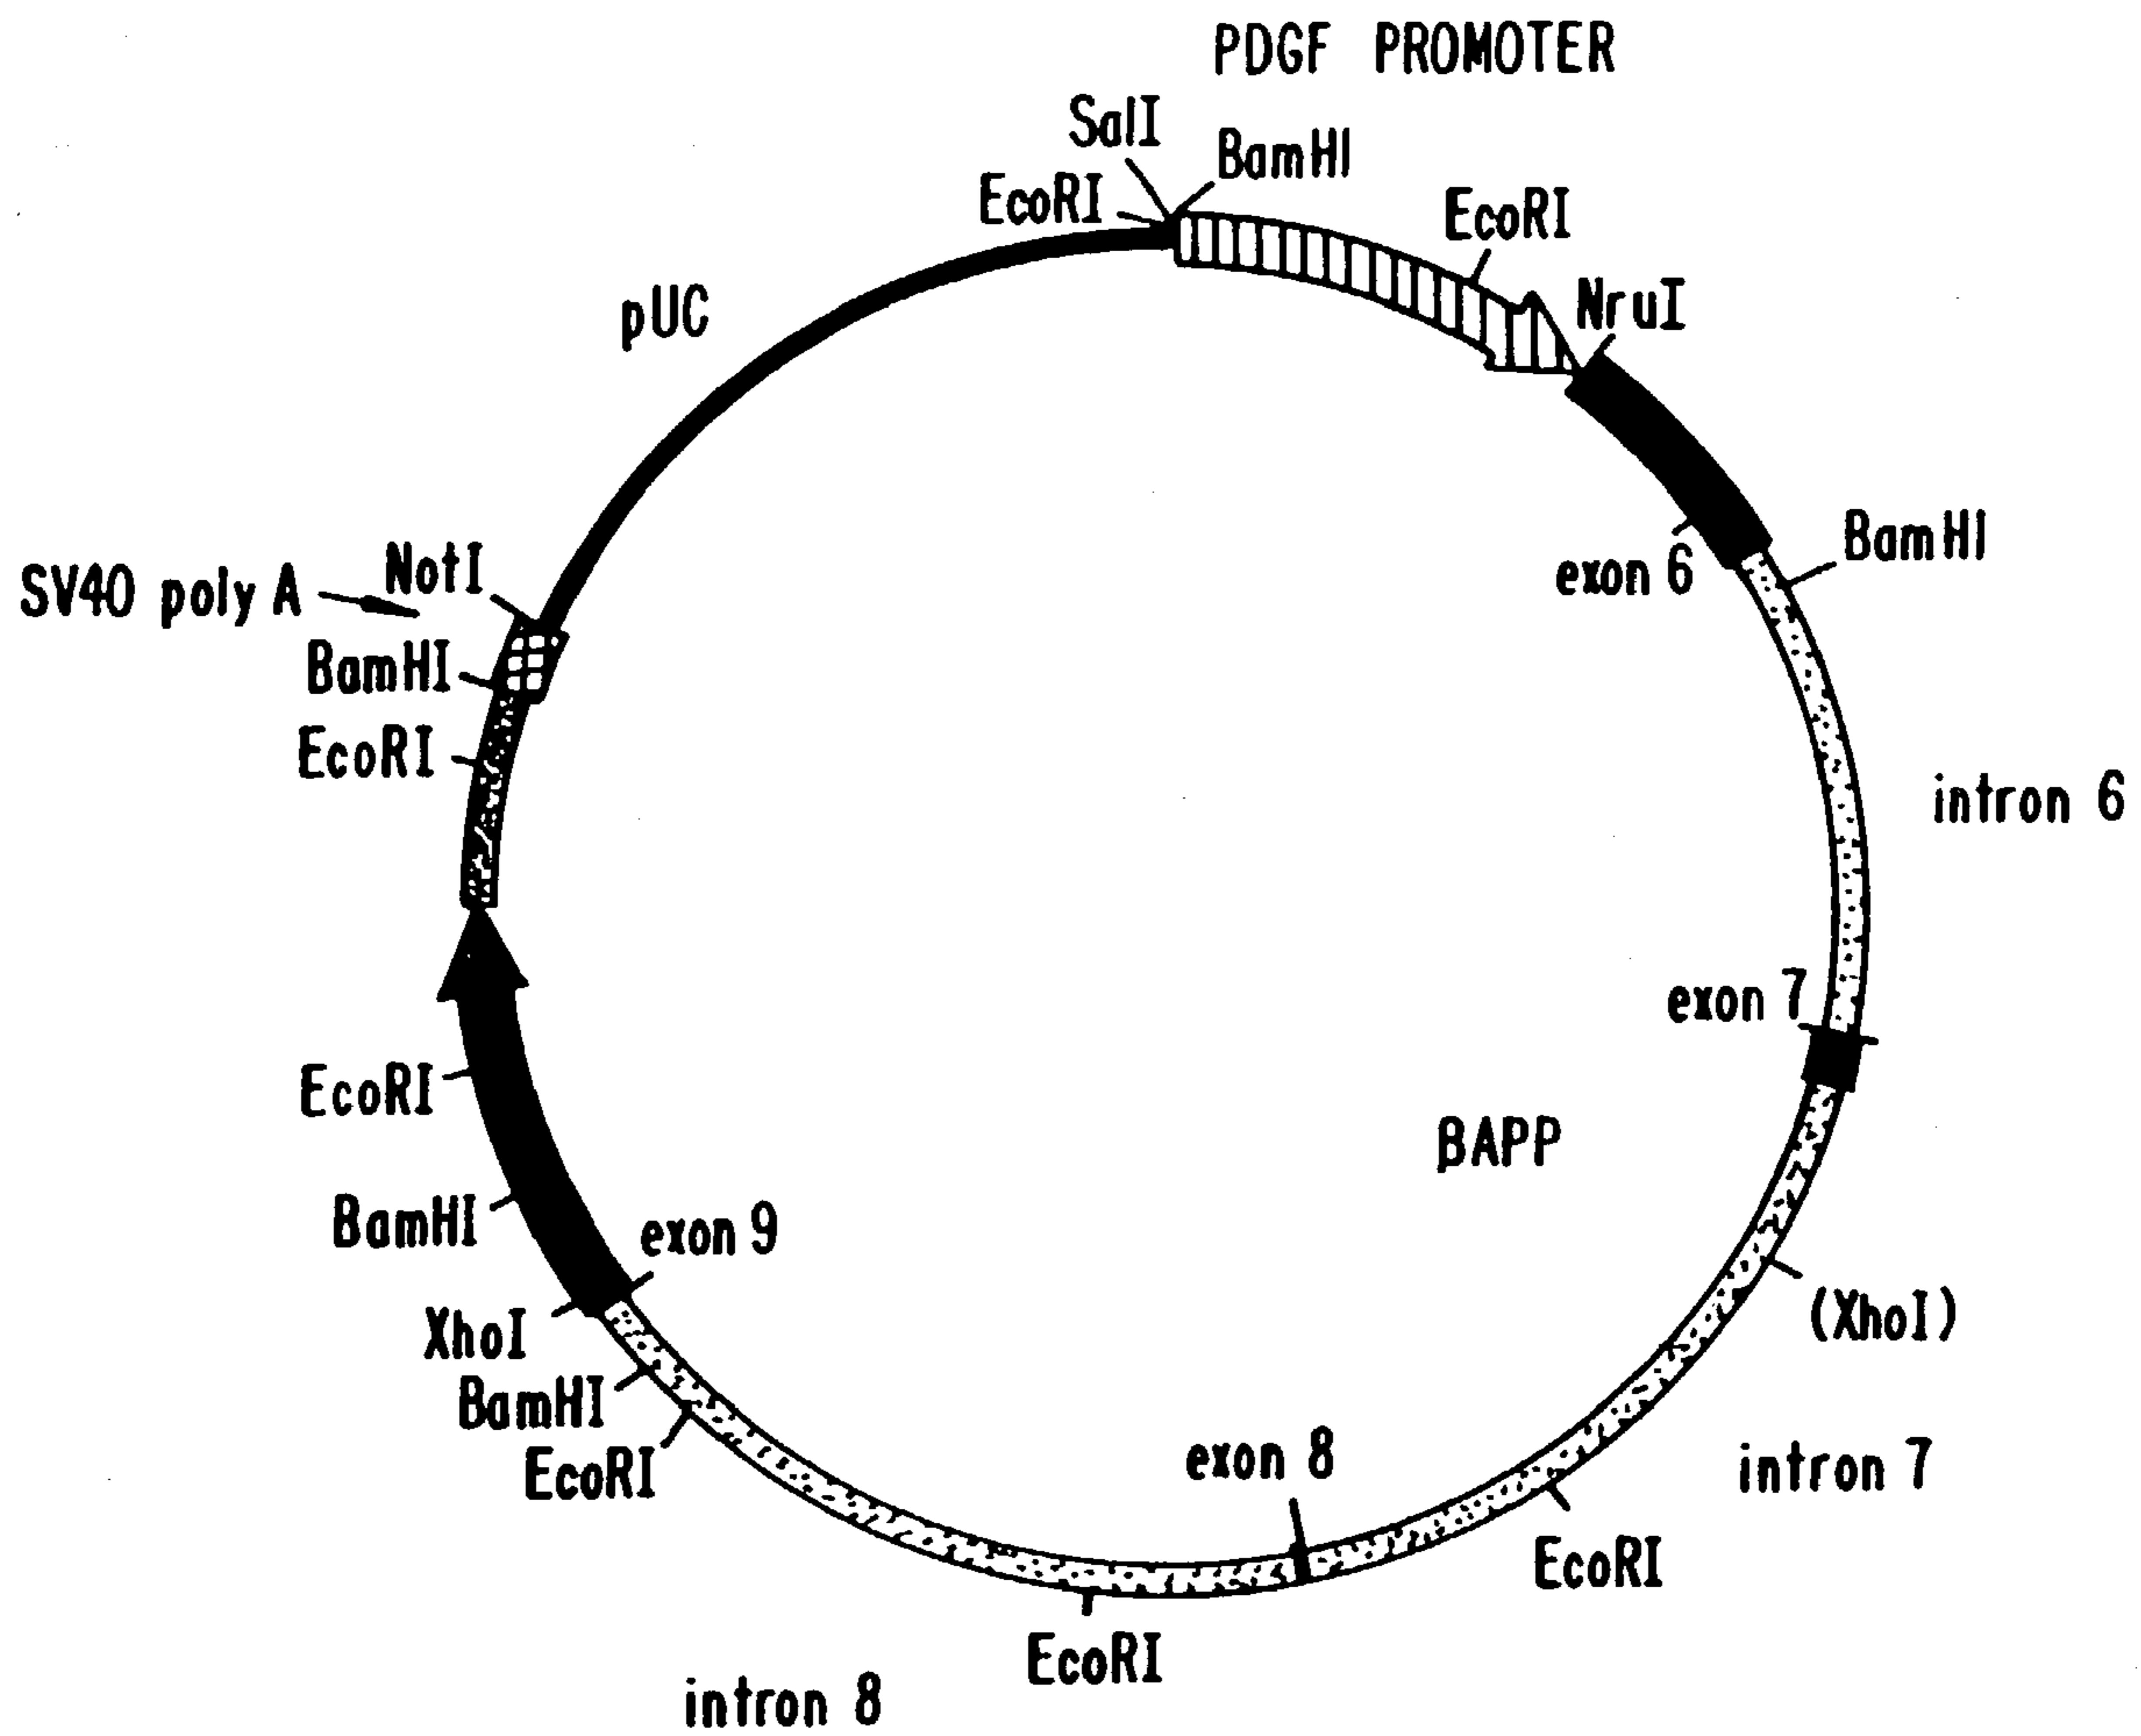 PDGF PROMOTER
SalI
BamHI
EcoRI
EcoRI
NruI
pUC
BamHI
exon 6
NotI
SV40 poly A
BamHI
EcoRI
intron 6
exon 7
EcoRI
βAPP
BamHI
exon 9
(XhoI)
XhoI
BamHI
EcoRI
exon 8
intron 7
EcoRI
EcoRI
intron 8